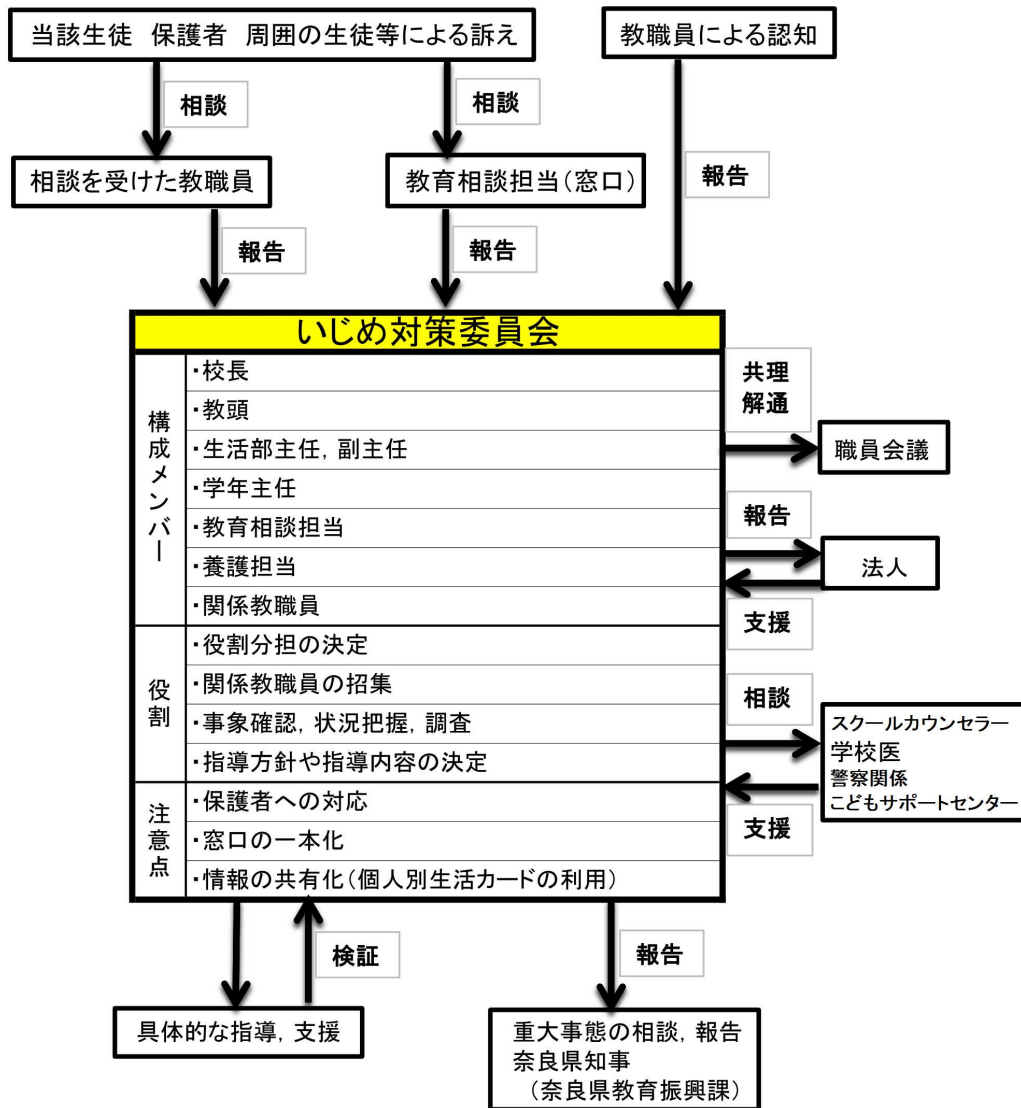 当該生徒 保護者 周囲の生徒等による訴え
教職員による認知
相談
相談
報告
相談を受けた教職員
教育相談担当(窓口)
報告
報告
いじめ対策委員会
構成メンバー
・校長
・教頭
・生活部主任, 副主任
・学年主任
・教育相談担当
・養護担当
・関係教職員
役割
・役割分担の決定
・関係教職員の招集
・事象確認, 状況把握, 調査
・指導方針や指導内容の決定
注意点
・保護者への対応
・窓口の一本化
・情報の共有化(個人別生活カードの利用)
共理
解通
職員会議
報告
法人
支援
相談
スクールカウンセラー
学校医
警察関係
こどもサポートセンター
支援
検証
報告
具体的な指導, 支援
重大事態の相談, 報告
奈良県知事
(奈良県教育振興課)